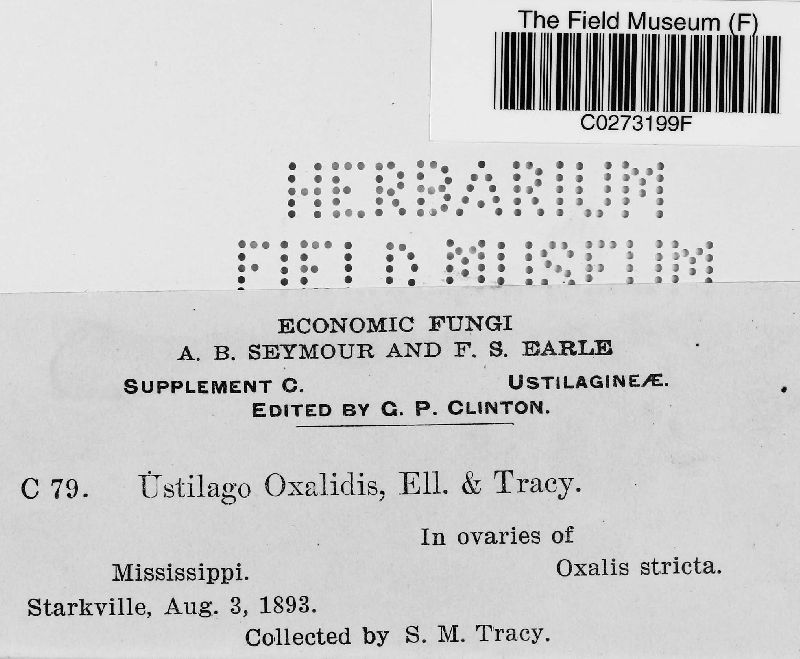 The Field Museum (F)
C0273199F
HERBARIUM
FIELD MUSEUM
ECONOMIC FUNGI
A. B. SEYMOUR AND F. S. EARLE
SUPPLEMENT C. USTILAGINEÆ.
EDITED BY G. P. CLINTON.
C 79. Ustilago Oxalidis, Ell. & Tracy.
In ovaries of
Mississippi. Oxalis stricta.
Starkville, Aug. 3, 1893.
Collected by S. M. Tracy.